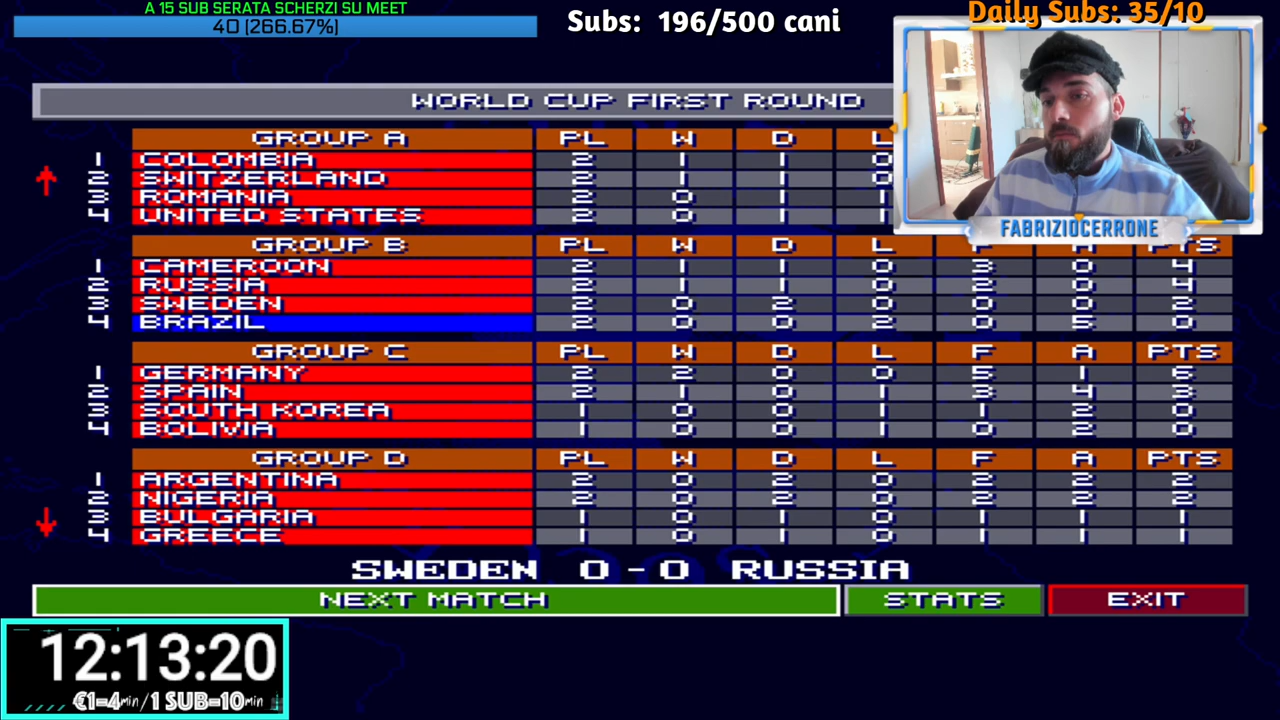 A 15 SUB SERATA SCHERZI SU MEET
40 (266.67%)
Subs: 196/500 cani
Daily Subs: 35/10
FABRIZIOCERRONE
WORLD CUP FIRST ROUND
GROUP A PL W D L
1 COLOMBIA 2 1 1 0
2 SWITZERLAND 2 1 1 0
3 ROMANIA 2 0 1 1
4 UNITED STATES 2 0 1 1
GROUP B PL W D L F A PTS
1 CAMEROON 2 1 1 0 3 0 4
2 RUSSIA 2 1 1 0 2 0 4
3 SWEDEN 2 0 2 0 0 0 2
4 BRAZIL 2 0 0 2 0 5 0
GROUP C PL W D L F A PTS
1 GERMANY 2 2 0 0 5 1 6
2 SPAIN 2 1 0 1 3 4 3
3 SOUTH KOREA 1 0 0 1 1 2 0
4 BOLIVIA 1 0 0 1 0 2 0
GROUP D PL W D L F A PTS
1 ARGENTINA 2 0 2 0 2 2 2
2 NIGERIA 2 0 2 0 2 2 2
3 BULGARIA 1 0 1 0 1 1 1
4 GREECE 1 0 1 0 1 1 1
SWEDEN 0-0 RUSSIA
NEXT MATCH STATS EXIT
12:13:20
€1=4min/1 SUB=10min